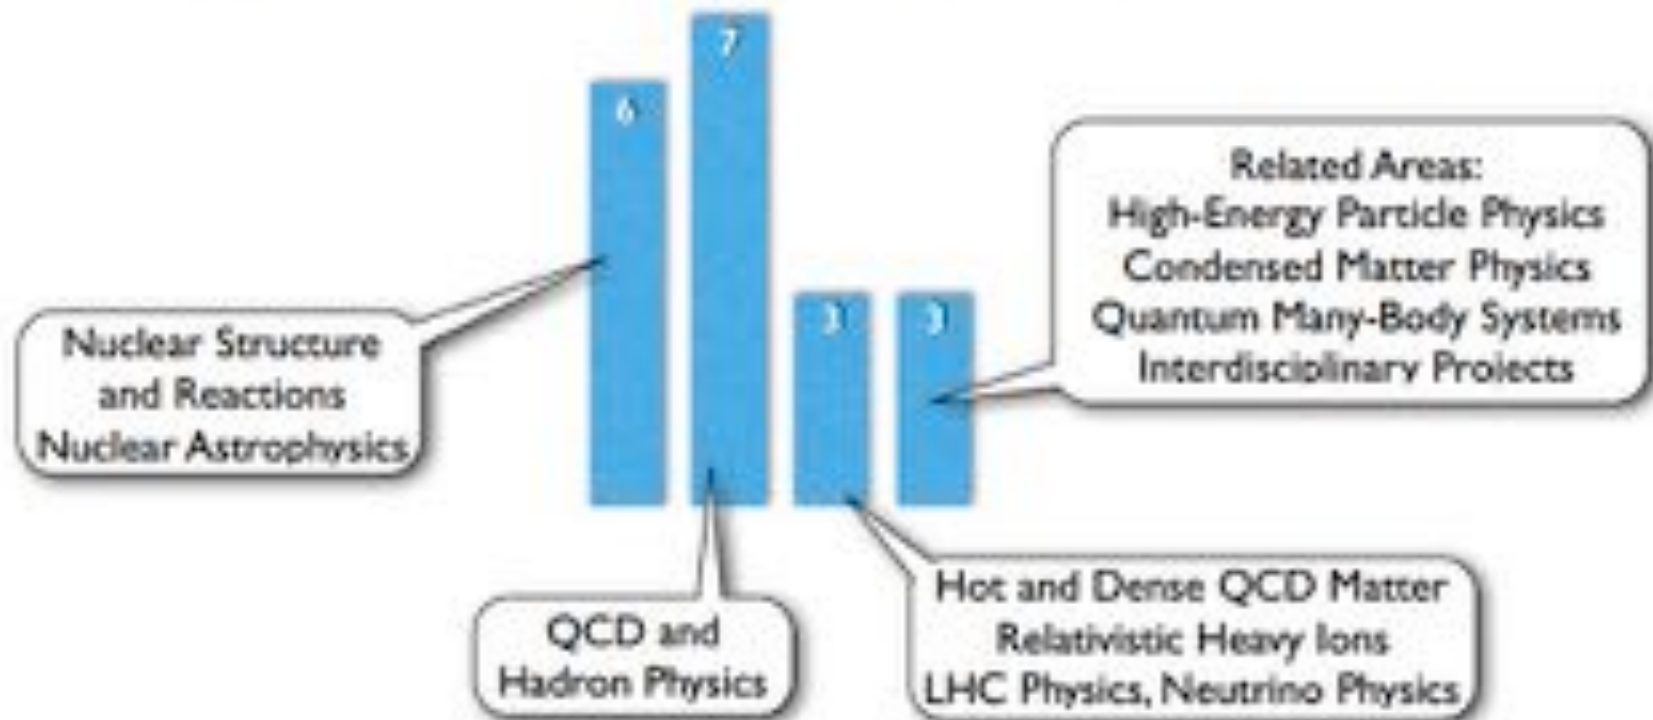 7
6
3
3
Related Areas:
High-Energy Particle Physics
Condensed Matter Physics
Quantum Many-Body Systems
Interdisciplinary Projects
Nuclear Structure
and Reactions
Nuclear Astrophysics
QCD and
Hadron Physics
Hot and Dense QCD Matter
Relativistic Heavy Ions
LHC Physics, Neutrino Physics